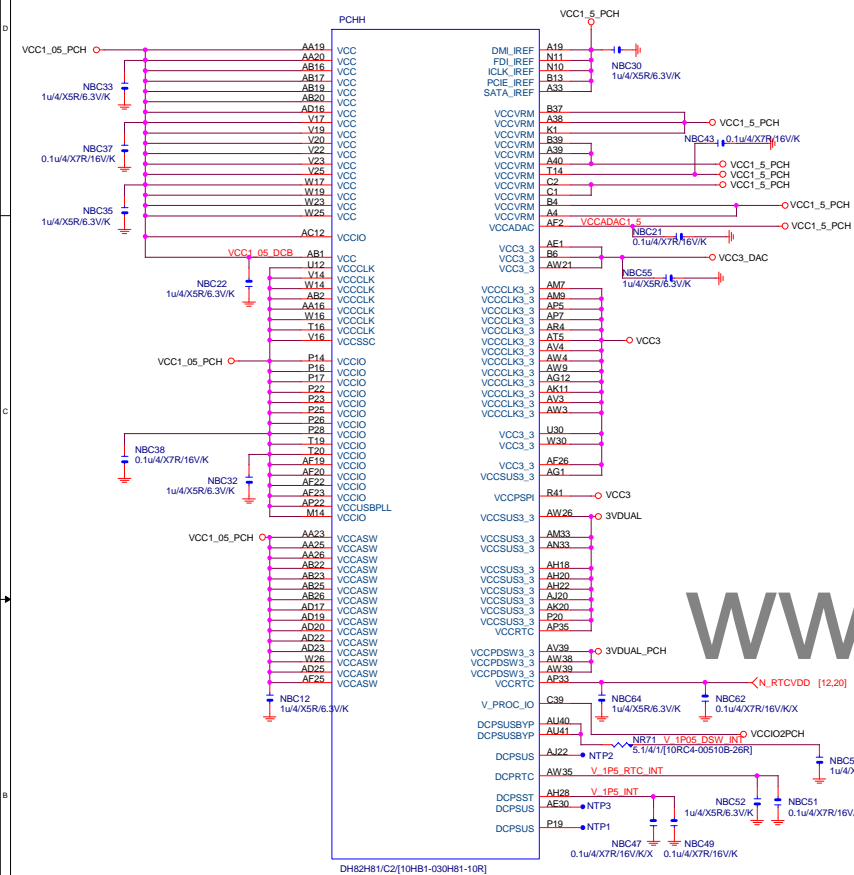 VCC1_5_PCH
D
PCHH
VCC1_05_PCH
AA19 VCC
AA20 VCC
AB16 VCC
AB17 VCC
AB19 VCC
AB20 VCC
AD16 VCC
V17 VCC
V19 VCC
V20 VCC
V22 VCC
V23 VCC
V25 VCC
W17 VCC
W19 VCC
W23 VCC
W25 VCC
AC12 VCCIO
VCC1_05_DCB AB1 VCC
U12 VCCCLK
V14 VCCCLK
W14 VCCCLK
AB2 VCCCLK
AA16 VCCCLK
W16 VCCCLK
T16 VCCCLK
V16 VCCSSC
NBC33
1u/4/X5R/6.3V/K
NBC37
0.1u/4/X7R/16V/K
NBC35
1u/4/X5R/6.3V/K
NBC22
1u/4/X5R/6.3V/K
C
VCC1_05_PCH
P14 VCCIO
P16 VCCIO
P17 VCCIO
P22 VCCIO
P23 VCCIO
P25 VCCIO
P26 VCCIO
P28 VCCIO
T19 VCCIO
T20 VCCIO
AF19 VCCIO
AF20 VCCIO
AF22 VCCIO
AF23 VCCIO
AP22 VCCUSBPLL
M14 VCCIO
NBC38
0.1u/4/X7R/16V/K
NBC32
1u/4/X5R/6.3V/K
VCC1_05_PCH
AA23 VCCASW
AA25 VCCASW
AA26 VCCASW
AB22 VCCASW
AB23 VCCASW
AB25 VCCASW
AB26 VCCASW
AD17 VCCASW
AD19 VCCASW
AD20 VCCASW
AD22 VCCASW
AD23 VCCASW
W26 VCCASW
AD25 VCCASW
AF25 VCCASW
NBC12
1u/4/X5R/6.3V/K
B
DMI_IREF A19
FDI_IREF N11
ICLK_IREF N10
PCIE_IREF B13
SATA_IREF A33
NBC30
1u/4/X5R/6.3V/K
VCCVRM B37
VCCVRM A38
VCCVRM K1
VCCVRM B39
VCCVRM A39
VCCVRM A40
VCCVRM T14
VCCVRM C2
VCCVRM C1
VCCVRM B4
VCCVRM A4
VCCADAC AF2 VCCADAC1_5
VCC1_5_PCH
NBC43 0.1u/4/X7R/16V/K
VCC1_5_PCH
VCC1_5_PCH
VCC1_5_PCH
VCC1_5_PCH
VCC1_5_PCH
NBC21
0.1u/4/X7R/16V/K
VCC3_3 AE1
VCC3_3 B6
VCC3_3 AW21
VCC3_DAC
NBC55
1u/4/X5R/6.3V/K
VCCCLK3_3 AM7
VCCCLK3_3 AM9
VCCCLK3_3 AP5
VCCCLK3_3 AP7
VCCCLK3_3 AR4
VCCCLK3_3 AT5
VCCCLK3_3 AV4
VCCCLK3_3 AW4
VCCCLK3_3 AW9
VCCCLK3_3 AG12
VCCCLK3_3 AK11
VCCCLK3_3 AV3
VCCCLK3_3 AW3
VCC3
VCC3_3 U30
VCC3_3 W30
VCC3_3 AF26
VCCSUS3_3 AG1
VCCPSPI R41 VCC3
VCCSUS3_3 AW26 3VDUAL
VCCSUS3_3 AM33
VCCSUS3_3 AN33
VCCSUS3_3 AH18
VCCSUS3_3 AH20
VCCSUS3_3 AH22
VCCSUS3_3 AJ20
VCCSUS3_3 AK20
VCCSUS3_3 P20
VCCRTC AP35
WW
VCCPDSW3_3 AV39 3VDUAL_PCH
VCCPDSW3_3 AW38
VCCPDSW3_3 AW39
VCCRTC AP33 N_RTCVDD [12,20]
NBC64
1u/4/X5R/6.3V/K
NBC62
0.1u/4/X7R/16V/K/X
V_PROC_IO C39
VCCIO2PCH
DCPSUSBYP AU40
DCPSUSBYP AU41
NR71 V_1P05_DSW_INT
5.1/4/1/[10RC4-00510B-26R]
DCPSUS AJ22 NTP2
DCPRTC AW35 V_1P5_RTC_INT
DCPSST AH28 V_1P5_INT
DCPSUS AE30 NTP3
DCPSUS P19 NTP1
NBC52
1u/4/X5R/6.3V/K
NBC51
0.1u/4/X7R/16V/
NBC47
0.1u/4/X7R/16V/K/X
NBC49
0.1u/4/X7R/16V/K
DH82H81/C2/[10HB1-030H81-10R]